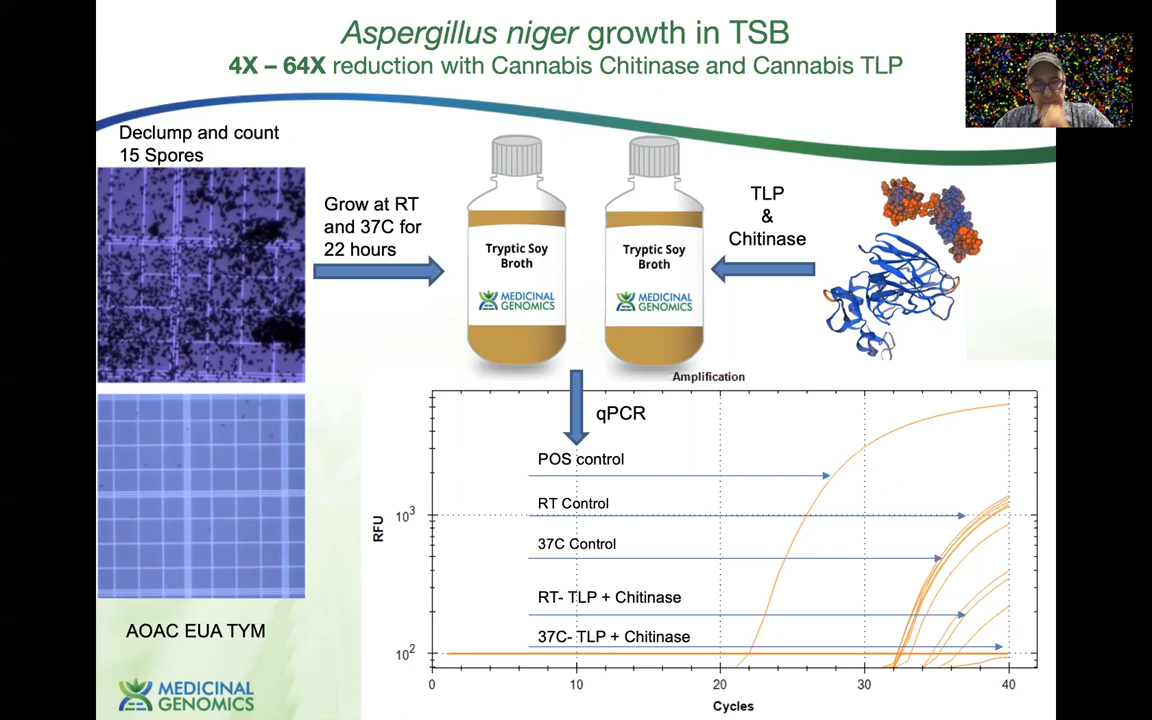 Aspergillus niger growth in TSB
4X – 64X reduction with Cannabis Chitinase and Cannabis TLP
Declump and count
15 Spores
Grow at RT
and 37C for
22 hours
Tryptic Soy
Broth
MEDICINAL
GENOMICS
Tryptic Soy
Broth
MEDICINAL
GENOMICS
TLP
&
Chitinase
qPCR
Amplification
POS control
RT Control
37C Control
RT- TLP + Chitinase
37C- TLP + Chitinase
RFU
10³
10²
0
10
20
30
40
Cycles
AOAC EUA TYM
MEDICINAL
GENOMICS